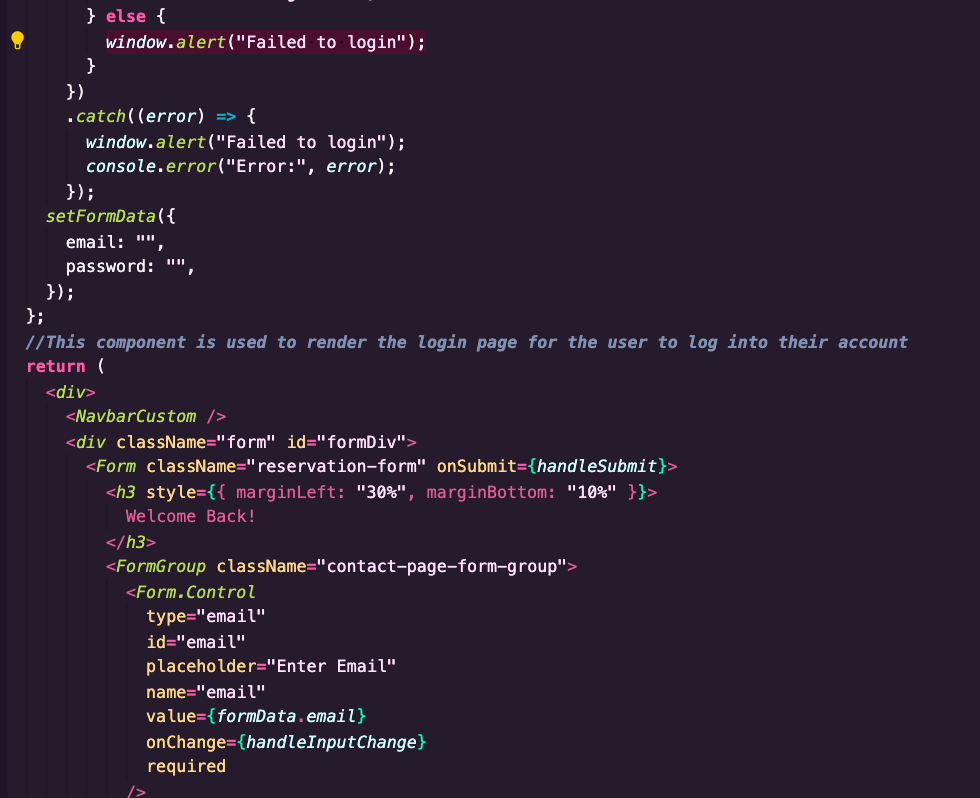 } else {
window.alert("Failed to login");
}
})
.catch((error) => {
window.alert("Failed to login");
console.error("Error:", error);
});
setFormData({
email: "",
password: "",
});
};
//This component is used to render the login page for the user to log into their account
return (
<div>
<NavbarCustom />
<div className="form" id="formDiv">
<Form className="reservation-form" onSubmit={handleSubmit}>
<h3 style={{ marginLeft: "30%", marginBottom: "10%" }}>
Welcome Back!
</h3>
<FormGroup className="contact-page-form-group">
<Form.Control
type="email"
id="email"
placeholder="Enter Email"
name="email"
value={formData.email}
onChange={handleInputChange}
required
/>